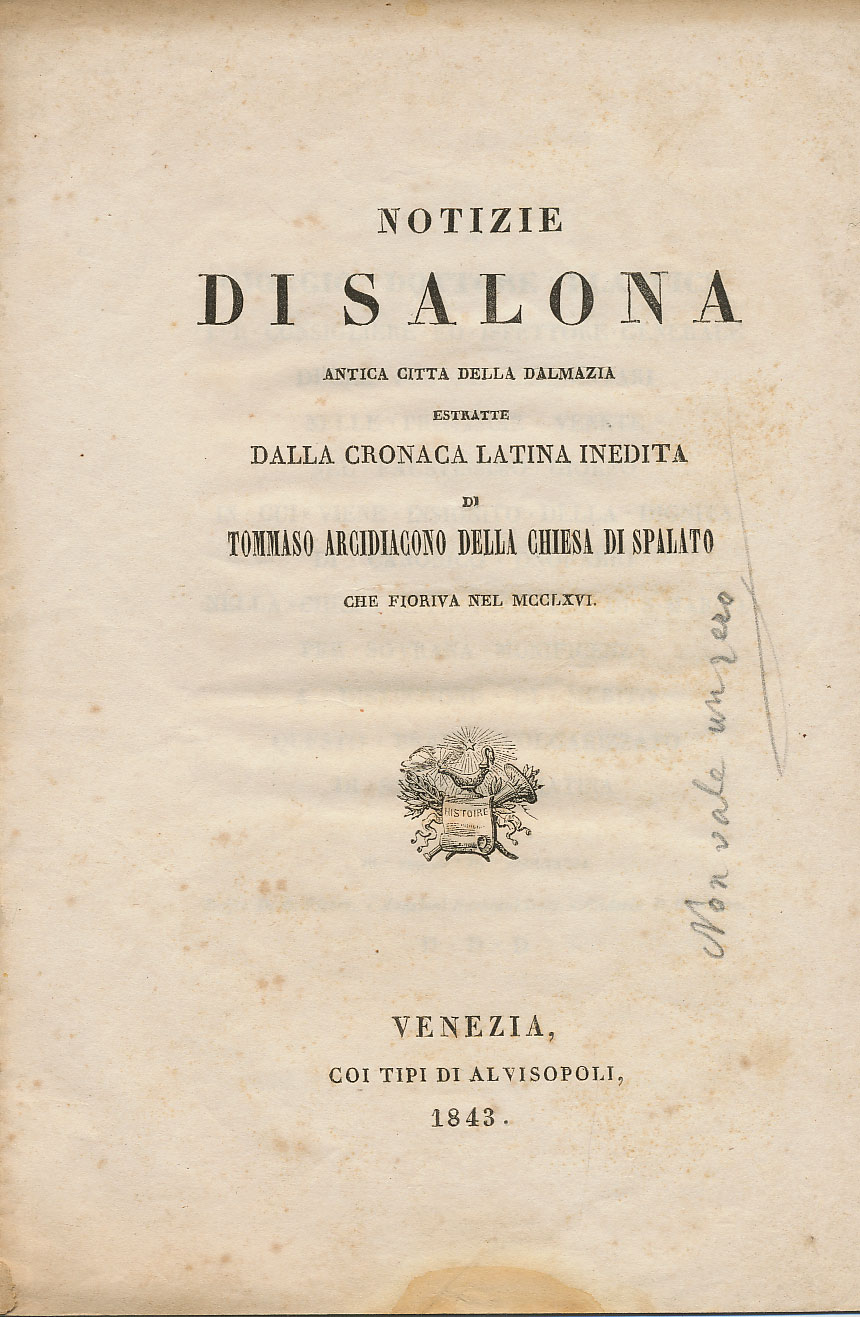 NOTIZIE
DI SALONA
ANTICA CITTA DELLA DALMAZIA
ESTRATTE
DALLA CRONACA LATINA INEDITA
DI
TOMMASO ARCIDIACONO DELLA CHIESA DI SPALATO
CHE FIORIVA NEL MCCLXVI.
HISTOIRE
Non vale un zero
VENEZIA,
COI TIPI DI ALVISOPOLI,
1843.